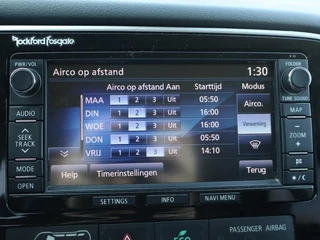 Rockford Fosgate
PWR/VOL
FOLDER
Airco op afstand 1:30
Airco op afstand Aan Starttijd Modus
MAA 1 2 3 Uit 05:50 Airco.
DIN 1 2 3 Uit 16:00
WOE 1 2 3 Uit 16:00 Verwarming
DON 1 2 3 Uit 05:50
VRIJ 1 2 3 Uit 14:10
Help Timerinstellingen Terug
AUDIO
SEEK
TRACK
MODE
OPEN
TUNE SOUND
MAP
ZOOM
SETTINGS INFO NAVI MENU
ECO
PASSENGER AIRBAG